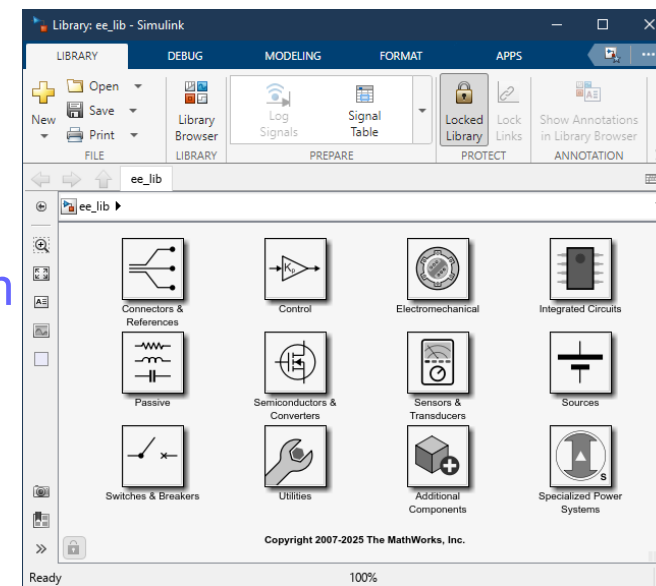 Library: ee_lib - Simulink
LIBRARY DEBUG MODELING FORMAT APPS
New
Open
Save
Print
FILE
Library
Browser
LIBRARY
Log
Signals
Signal
Table
PREPARE
Locked
Library
Lock
Links
PROTECT
Show Annotations
in Library Browser
ANNOTATION
ee_lib
ee_lib
n
Connectors &
References
Control
Electromechanical
Integrated Circuits
Passive
Semiconductors &
Converters
Sensors &
Transducers
Sources
Switches & Breakers
Utilities
Additional
Components
Specialized Power
Systems
Copyright 2007-2025 The MathWorks, Inc.
Ready
100%